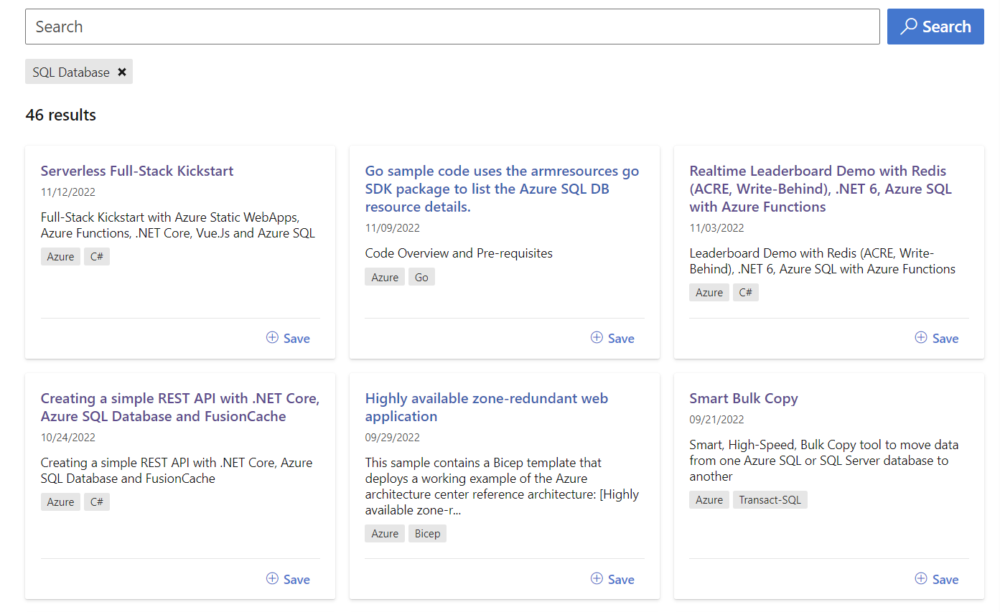 Search
Search
SQL Database
46 results
Serverless Full-Stack Kickstart
11/12/2022
Full-Stack Kickstart with Azure Static WebApps,
Azure Functions, .NET Core, Vue.Js and Azure SQL
Azure C#
Save
Go sample code uses the armresources go
SDK package to list the Azure SQL DB
resource details.
11/09/2022
Code Overview and Pre-requisites
Azure Go
Save
Realtime Leaderboard Demo with Redis
(ACRE, Write-Behind), .NET 6, Azure SQL
with Azure Functions
11/03/2022
Leaderboard Demo with Redis (ACRE, Write-
Behind), .NET 6, Azure SQL with Azure Functions
Azure C#
Save
Creating a simple REST API with .NET Core,
Azure SQL Database and FusionCache
10/24/2022
Creating a simple REST API with .NET Core, Azure
SQL Database and FusionCache
Azure C#
Save
Highly available zone-redundant web
application
09/29/2022
This sample contains a Bicep template that
deploys a working example of the Azure
architecture center reference architecture: [Highly
available zone-r...
Azure Bicep
Save
Smart Bulk Copy
09/21/2022
Smart, High-Speed, Bulk Copy tool to move data
from one Azure SQL or SQL Server database to
another
Azure Transact-SQL
Save